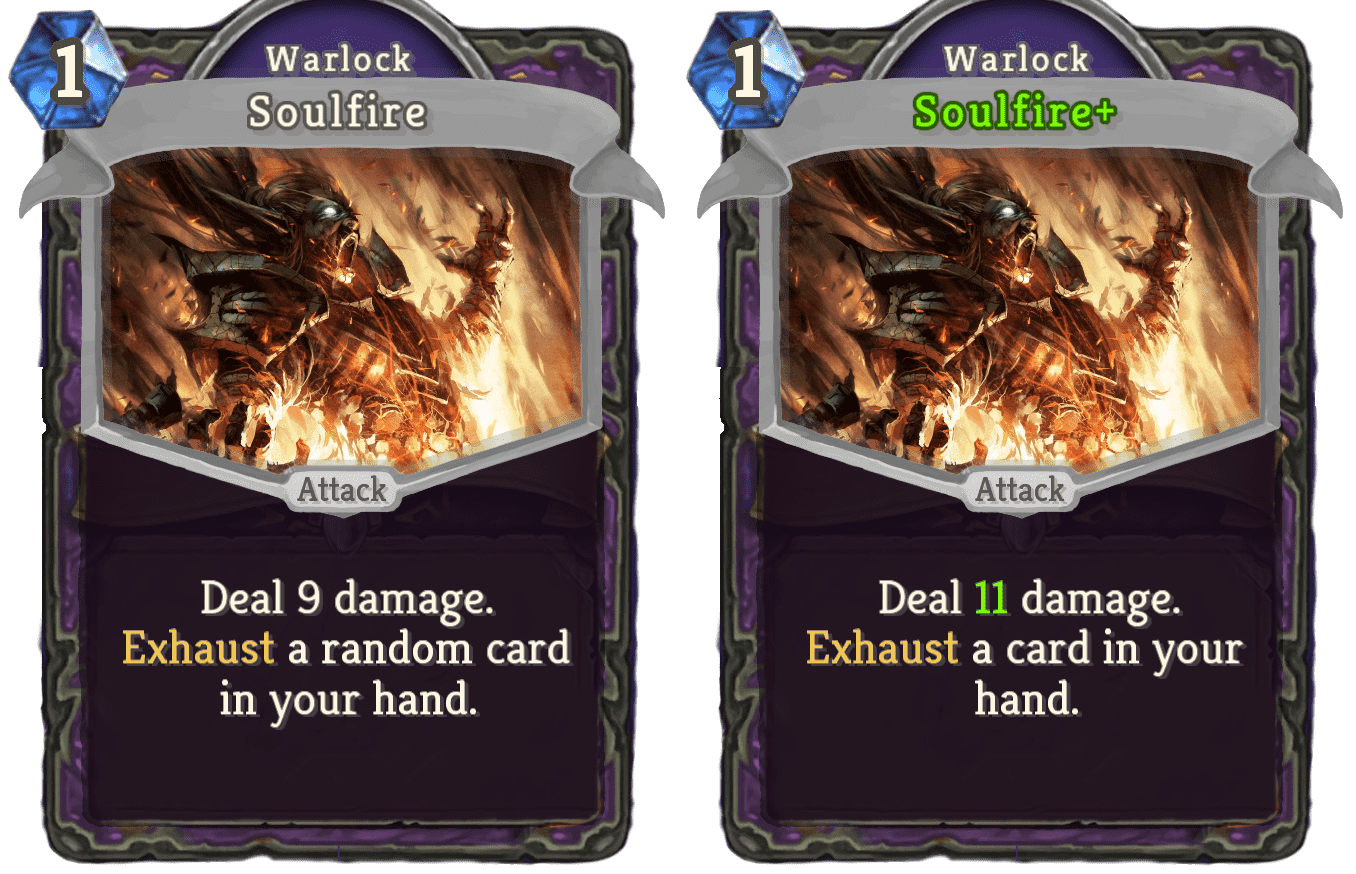 1
Warlock
Soulfire
Attack
Deal 9 damage.
Exhaust a random card
in your hand.
1
Warlock
Soulfire+
Attack
Deal 11 damage.
Exhaust a card in your
hand.